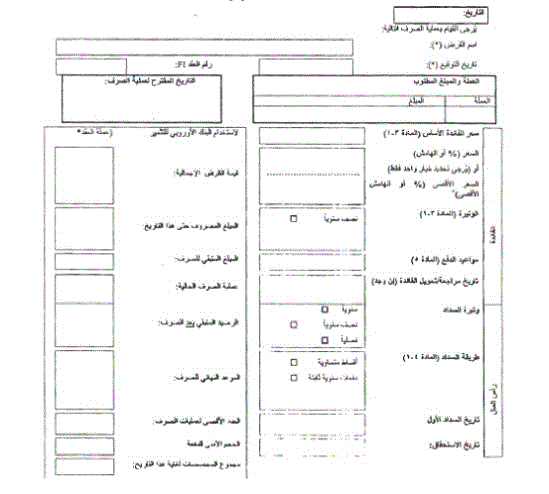 التاريخ:
يرجى القيام بعملية الصرف التالية:
اسم القرض (*):
تاريخ التوقيع (*): رقم العقد FI:
العملة والمبلغ المطلوب
العملة المبلغ
التاريخ المقترح لعملية الصرف:
الفائدة
سعر الفائدة الأساس (المادة ٣-١)
السعر (% أو الهامش)
أو (يُرجى تحديد خيار واحد فقط)
السعر الأقصى (% أو الهامش الأقصى)
الوتيرة (المادة ٣-١)
نصف سنوياً □
مواعيد الدفع (المادة ٥)
تاريخ مراجعة/تحويل الفائدة (إن وجد)
رأس المال
وتيرة السداد
سنوياً □
نصف سنوياً □
فصلياً □
طريقة السداد (المادة ٤-١)
أقساط متساوية □
دفعات سنوية ثابتة □
تاريخ السداد الأول
تاريخ الاستحقاق:
لاستخدام البنك الأوروبي للتثمير (عملة العقد)
قيمة القرض الإجمالية:
المبلغ المصروف حتى هذا التاريخ:
المبلغ المتبقي للصرف:
عملية الصرف الحالية:
الرصيد المتبقي بعد الصرف:
الموعد النهائي للصرف:
الحد الأقصى لعمليات الصرف:
الحجم الأدنى للدفعة
مجموع المخصصات لغاية هذا التاريخ: